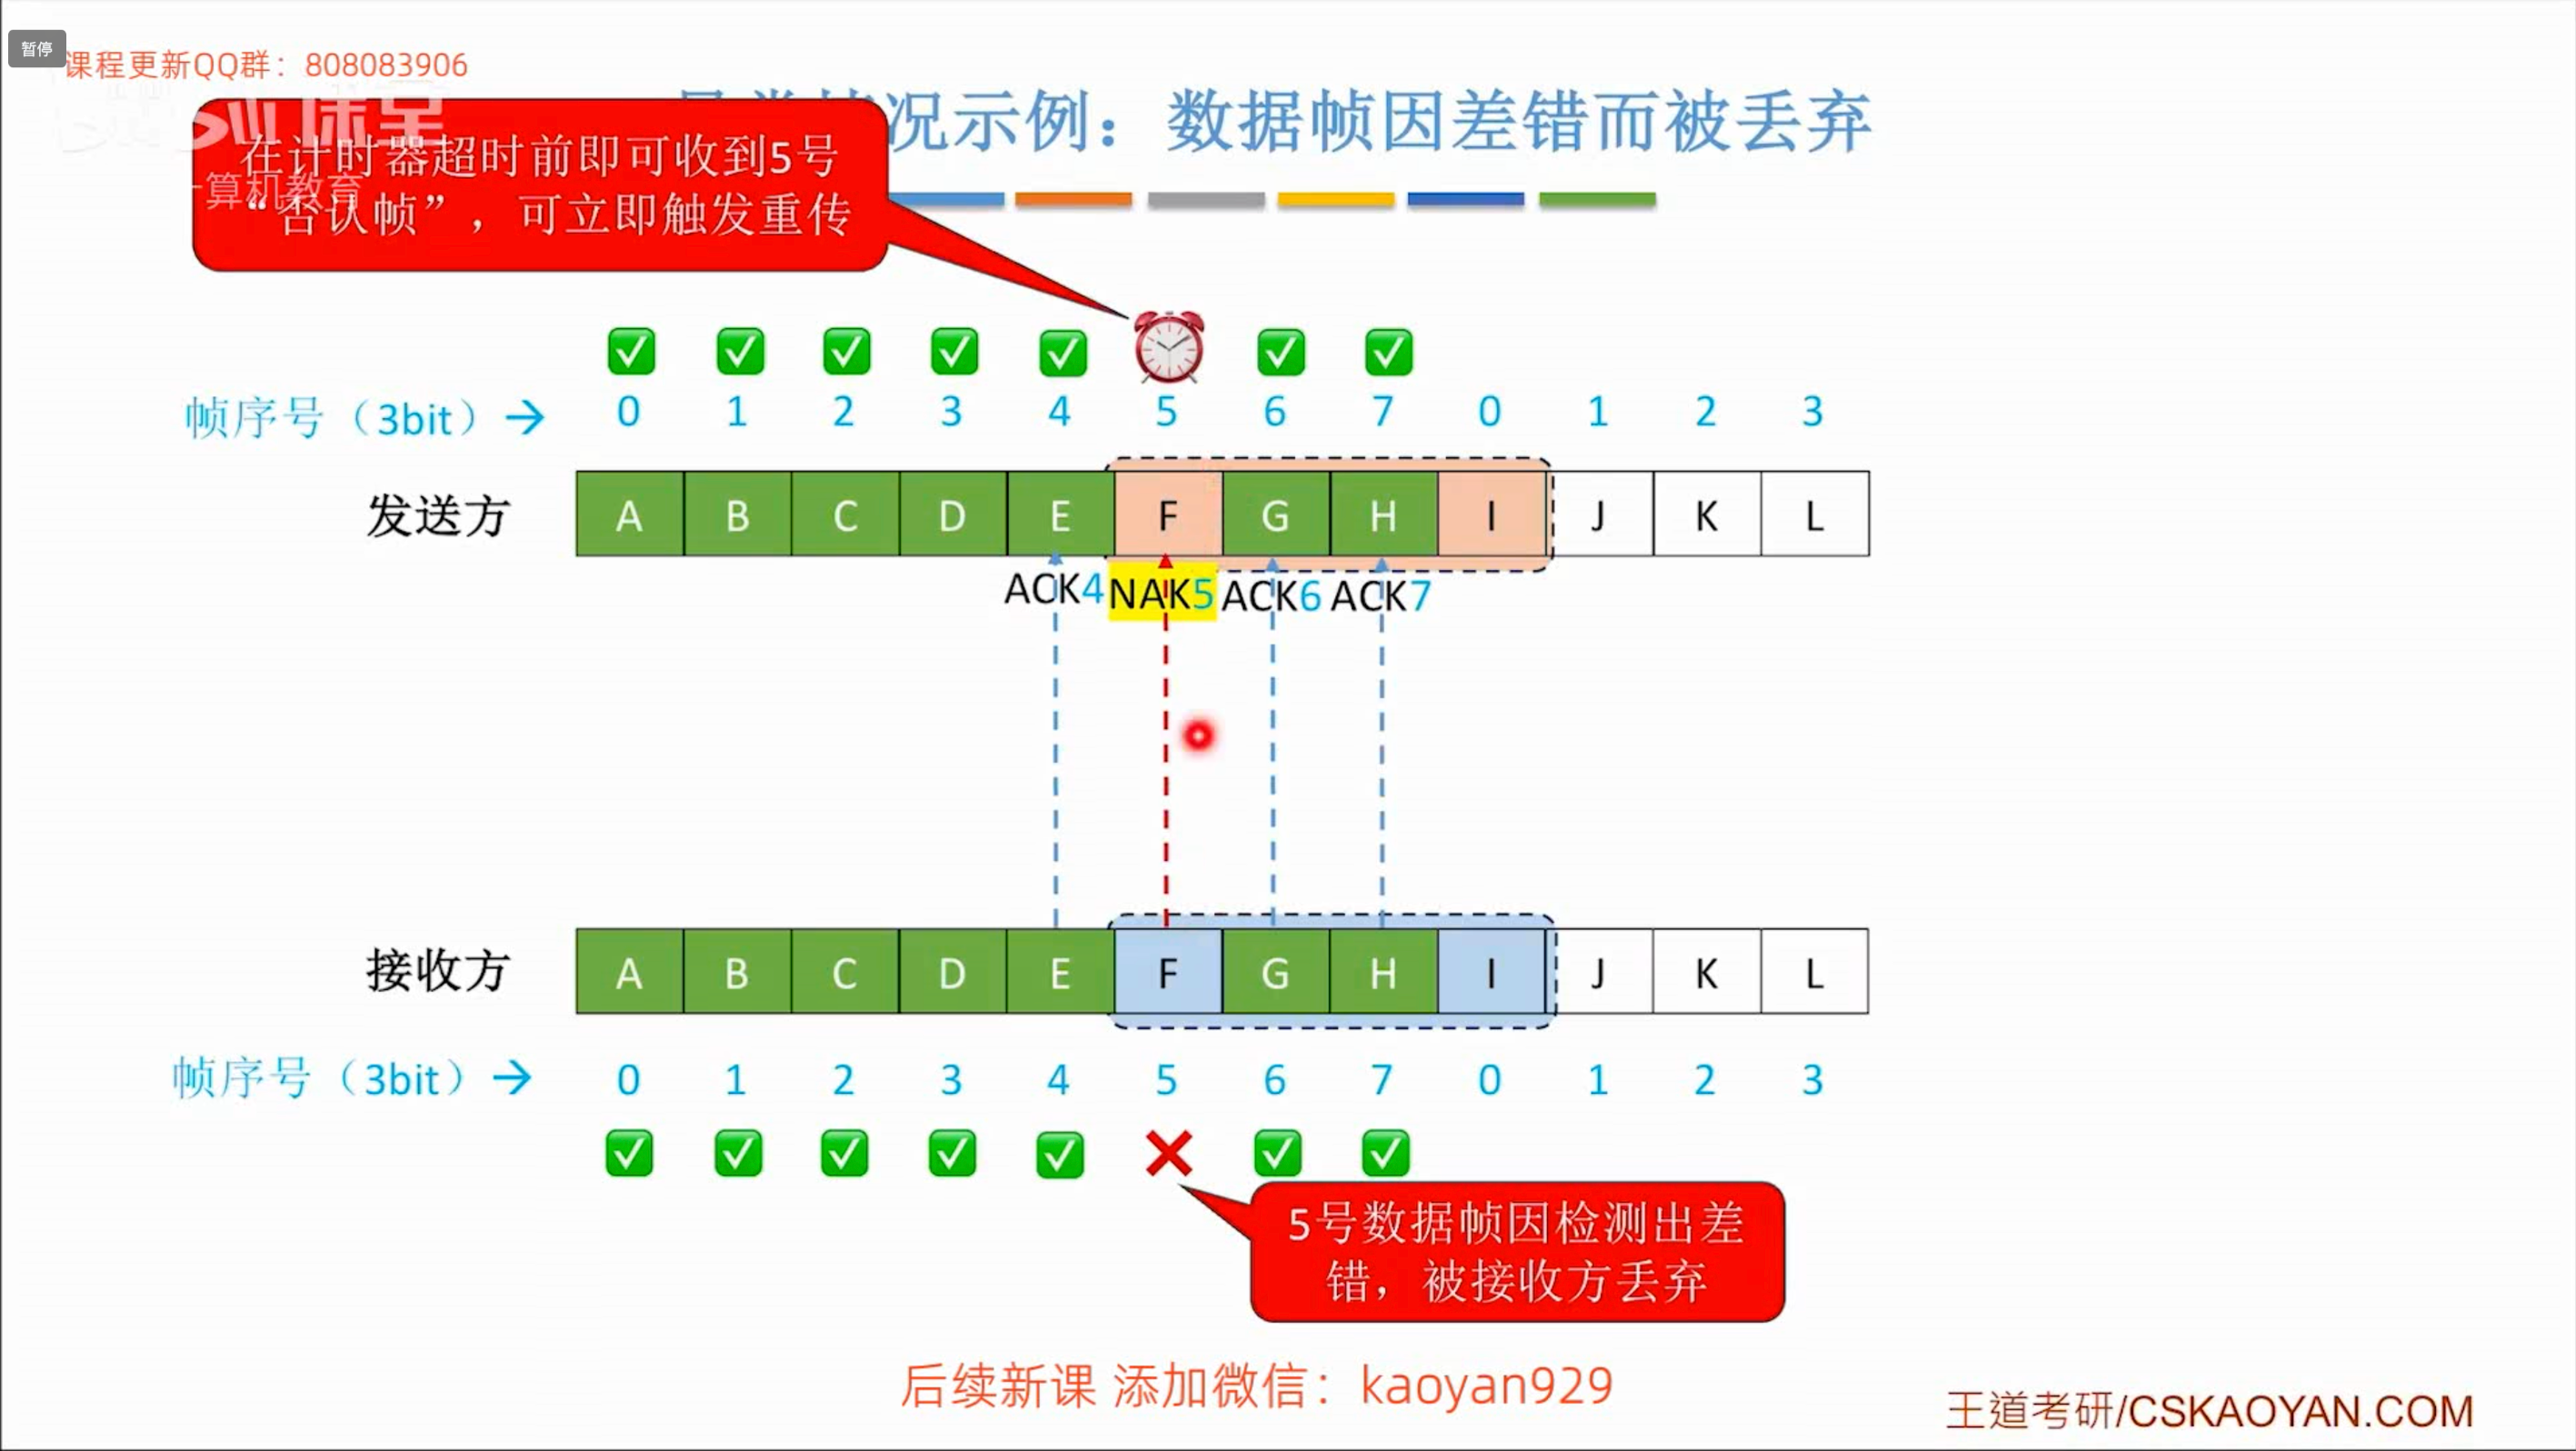 暂停
课程更新QQ群：808083906
况示例：数据帧因差错而被丢弃
课堂
算机教育
在计时器超时前即可收到5号
“否认帧”，可立即触发重传
帧序号（3bit）→ 0 1 2 3 4 5 6 7 0 1 2 3
发送方 A B C D E F G H I J K L
ACK4 NAK5 ACK6 ACK7
接收方 A B C D E F G H I J K L
帧序号（3bit）→ 0 1 2 3 4 5 6 7 0 1 2 3
5号数据帧因检测出差
错，被接收方丢弃
后续新课 添加微信：kaoyan929
王道考研/CSKAOYAN.COM